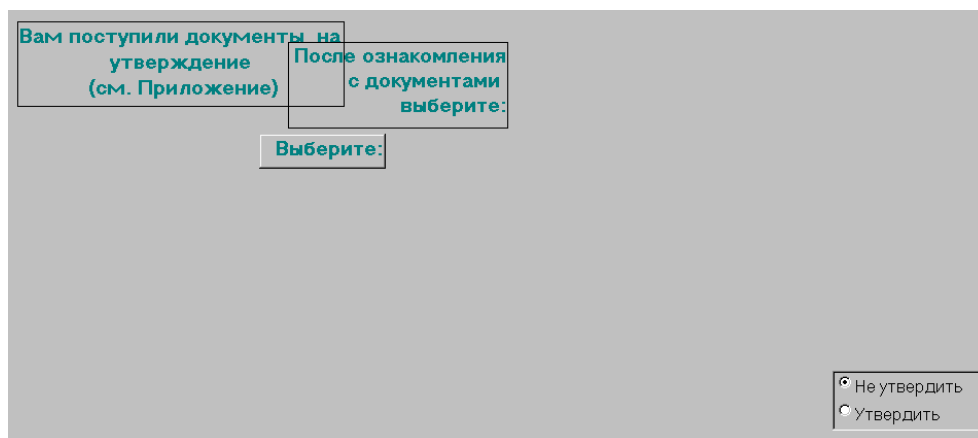 Вам поступили документы на
утверждение
(см. Приложение)
После ознакомления
с документами
выберите:
Выберите:
Не утвердить
Утвердить